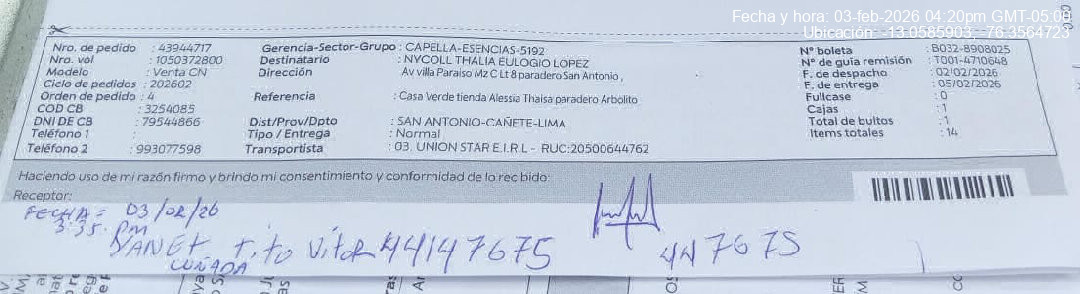 Fecha y hora: 03-feb-2026 04:20pm GMT-05:00
Ubicación: -13.0585903, -76.3564723
Nro. de pedido : 43944717
Nro. vol : 1050372800
Modelo : Venta CN
Ciclo de pedidos : 202602
Orden de pedido : 4
COD CB : 3254085
DNI DE CB : 79544866
Teléfono 1 :
Teléfono 2 : 993077598
Gerencia-Sector-Grupo : CAPELLA-ESENCIAS-5192
Destinatario : NYCOLL THALIA EULOGIO LOPEZ
Dirección Av villa Paraiso Mz C Lt 8 paradero San Antonio ,
Referencia : Casa Verde tienda Alessia Thaisa paradero Arbolito
Dist/Prov/Dpto : SAN ANTONIO-CAÑETE-LIMA
Tipo / Entrega : Normal
Transportista : 03. UNION STAR E.I.R.L - RUC:20500644762
N° boleta : B032-8908025
N° de guia remisión : T001-4710648
F. de despacho : 02/02/2026
F. de entrega : 05/02/2026
Fullcase : 0
Cajas : 1
Total de bultos : 1
Items totales : 14
Haciendo uso de mi razón firmo y brindo mi consentimiento y conformidad de lo recibido:
Receptor:
FECHA = 03/02/26
3:35. PM
YANET TITO VITOR 44147675
CUÑADA
447675